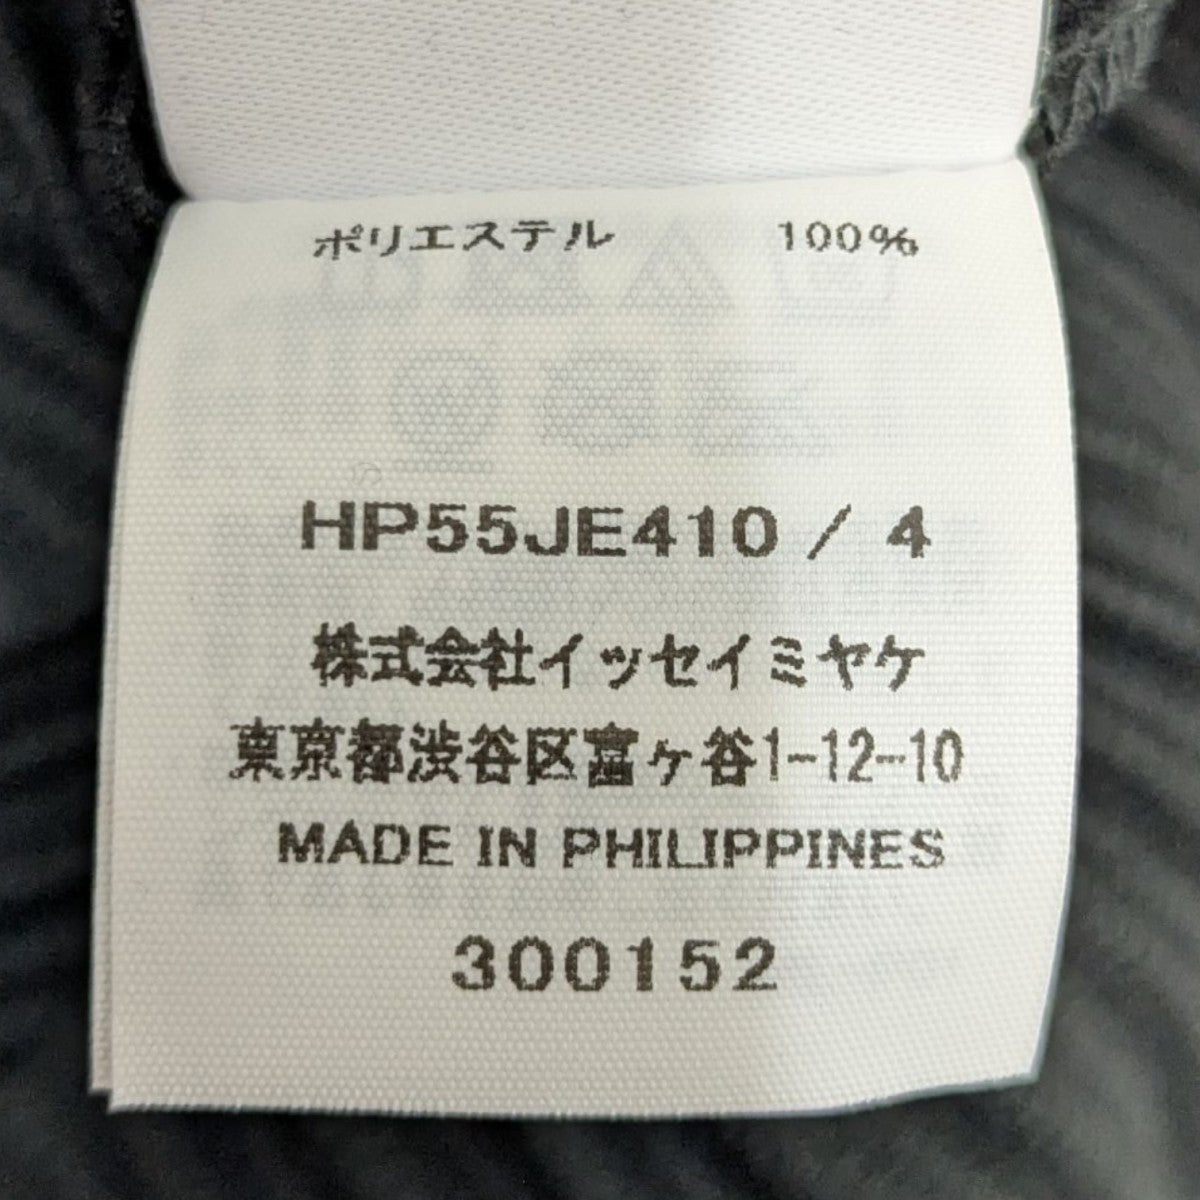 ポリエステル 100%
HP55JE410 / 4
株式会社イッセイミヤケ
東京都渋谷区富ヶ谷1-12-10
MADE IN PHILIPPINES
300152